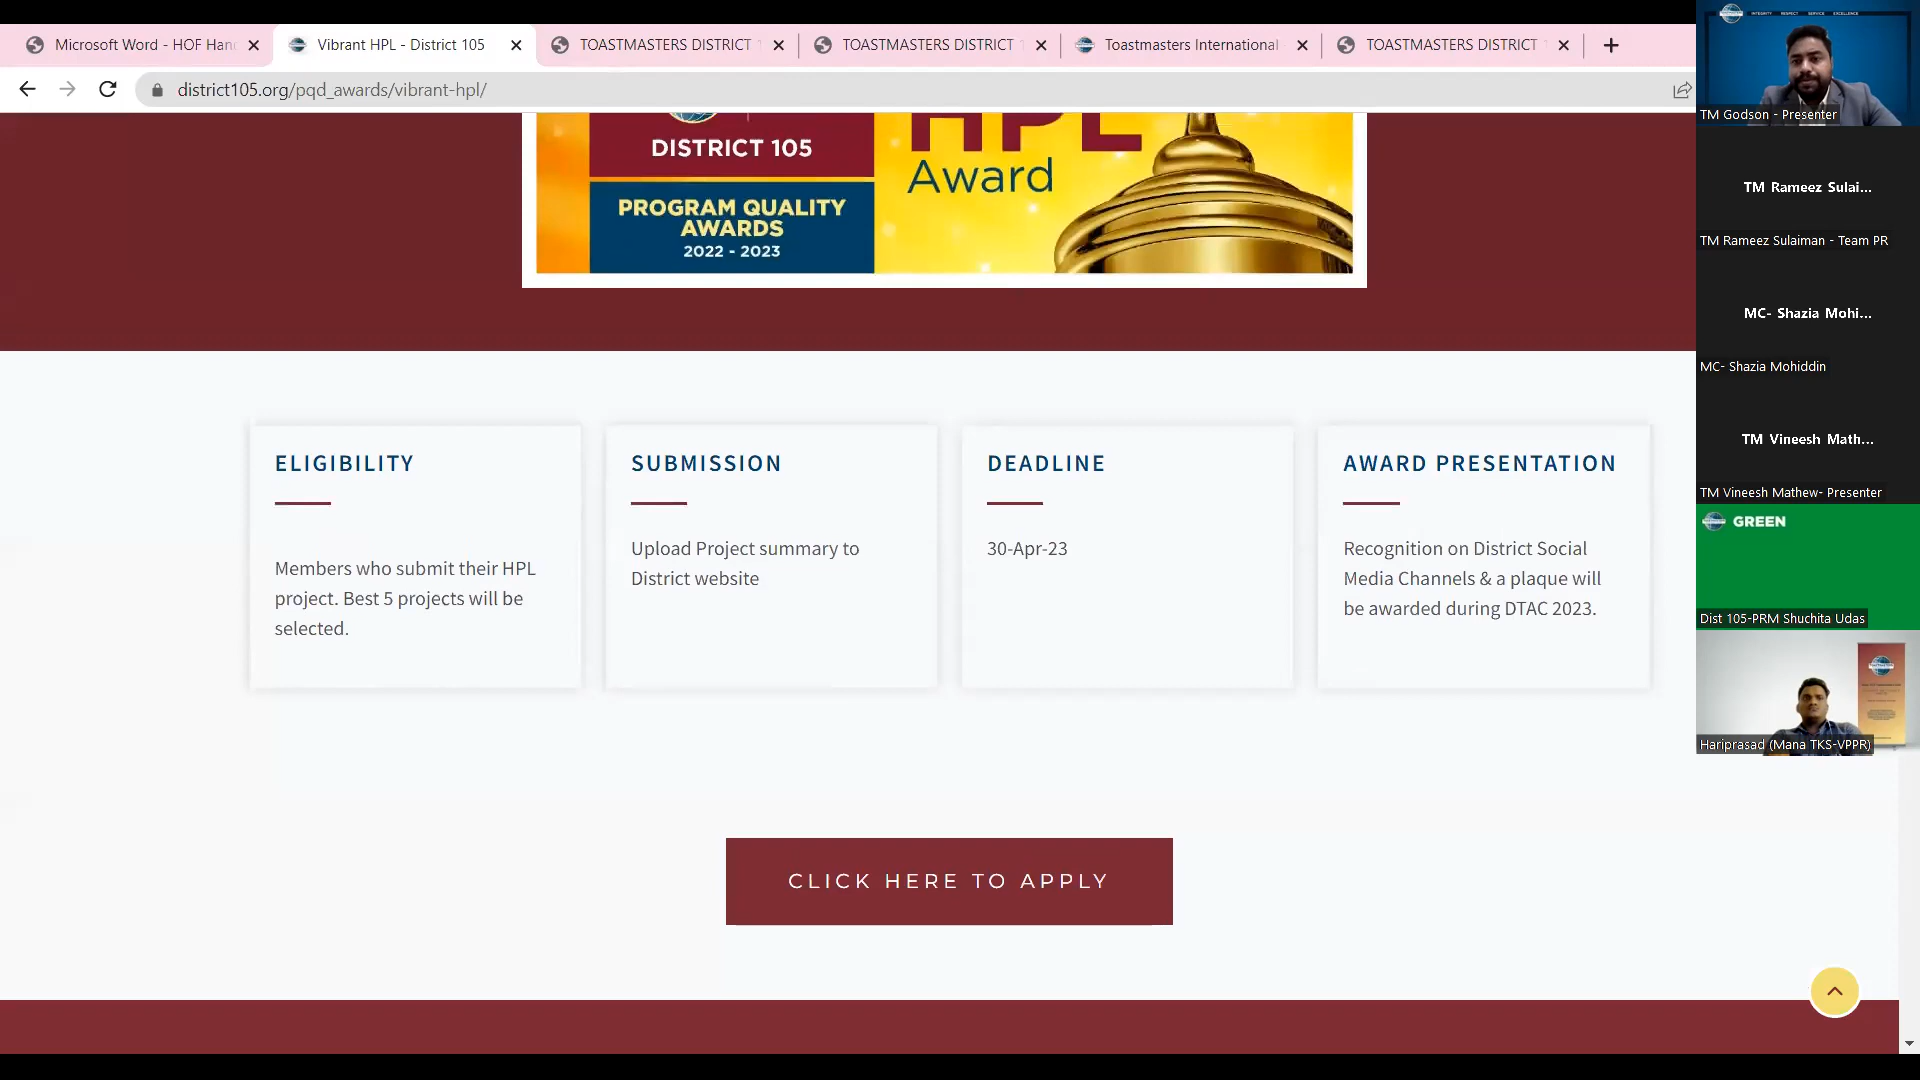 Microsoft Word - HOF Han
Vibrant HPL - District 105
TOASTMASTERS DISTRICT
TOASTMASTERS DISTRICT
Toastmasters International
TOASTMASTERS DISTRICT
district105.org/pqd_awards/vibrant-hpl/
HPL
Award
DISTRICT 105
PROGRAM QUALITY
AWARDS
2022 - 2023
ELIGIBILITY
Members who submit their HPL
project. Best 5 projects will be
selected.
SUBMISSION
Upload Project summary to
District website
DEADLINE
30-Apr-23
AWARD PRESENTATION
Recognition on District Social
Media Channels & a plaque will
be awarded during DTAC 2023.
CLICK HERE TO APPLY
INTEGRITY RESPECT SERVICE EXCELLENCE
TM Godson - Presenter
TM Rameez Sulai...
TM Rameez Sulaiman - Team PR
MC- Shazia Mohi...
MC- Shazia Mohiddin
TM Vineesh Math...
TM Vineesh Mathew- Presenter
GREEN
Dist 105-PRM Shuchita Udas
Hariprasad (Mana TKS-VPPR)